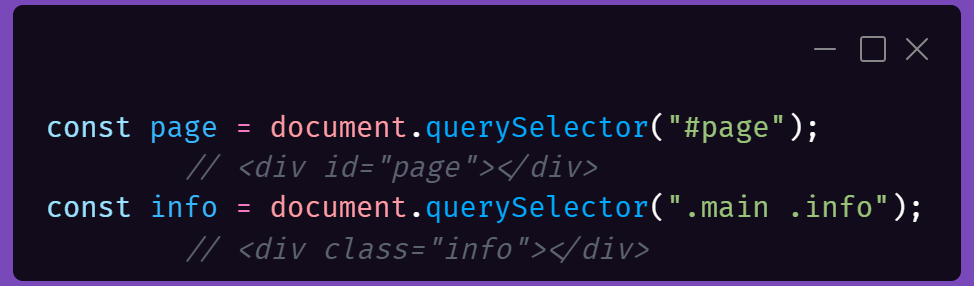 const page = document.querySelector("#page");
// <div id="page"></div>
const info = document.querySelector(".main .info");
// <div class="info"></div>